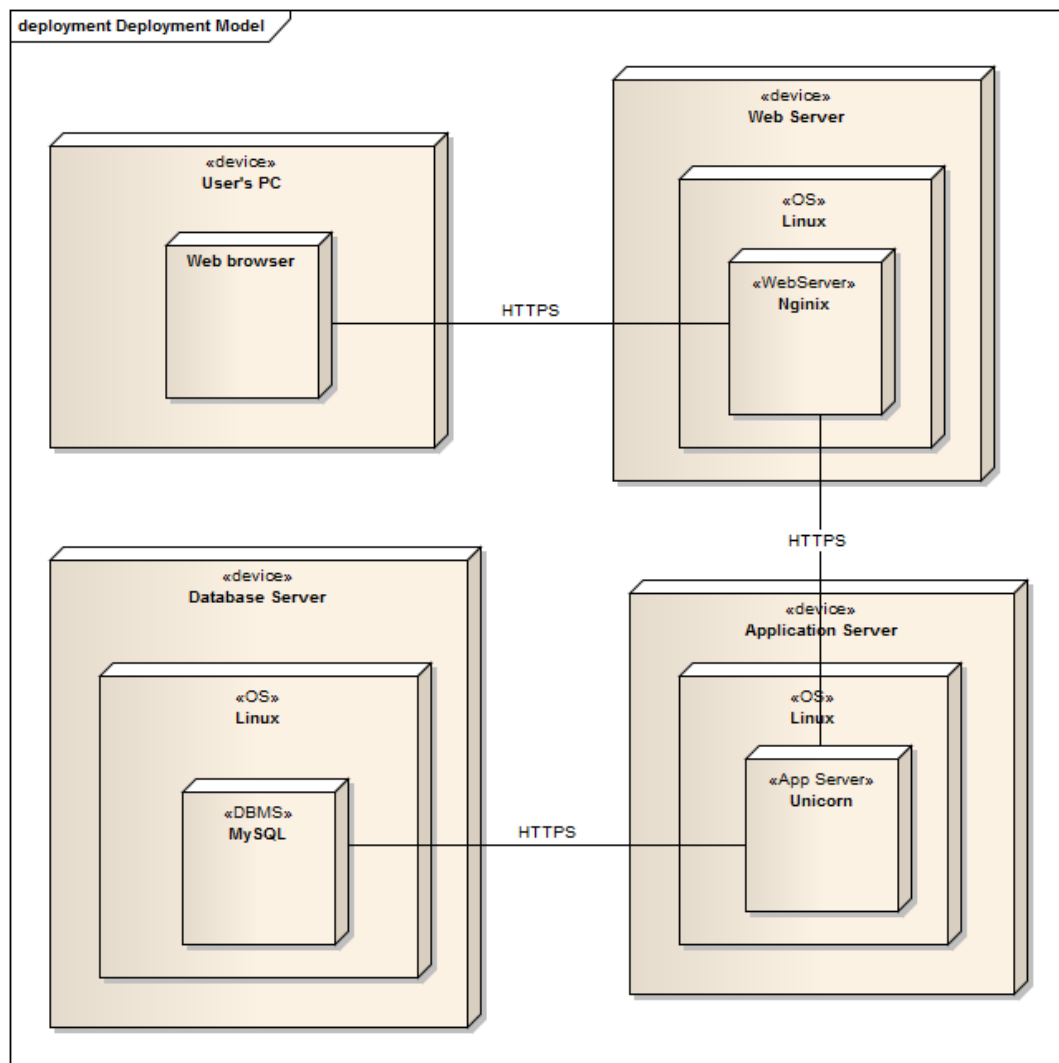 deployment Deployment Model
«device»
User's PC
Web browser
HTTPS
«device»
Web Server
«OS»
Linux
«WebServer»
Nginix
HTTPS
«device»
Database Server
«OS»
Linux
«DBMS»
MySQL
HTTPS
«device»
Application Server
«OS»
Linux
«App Server»
Unicorn